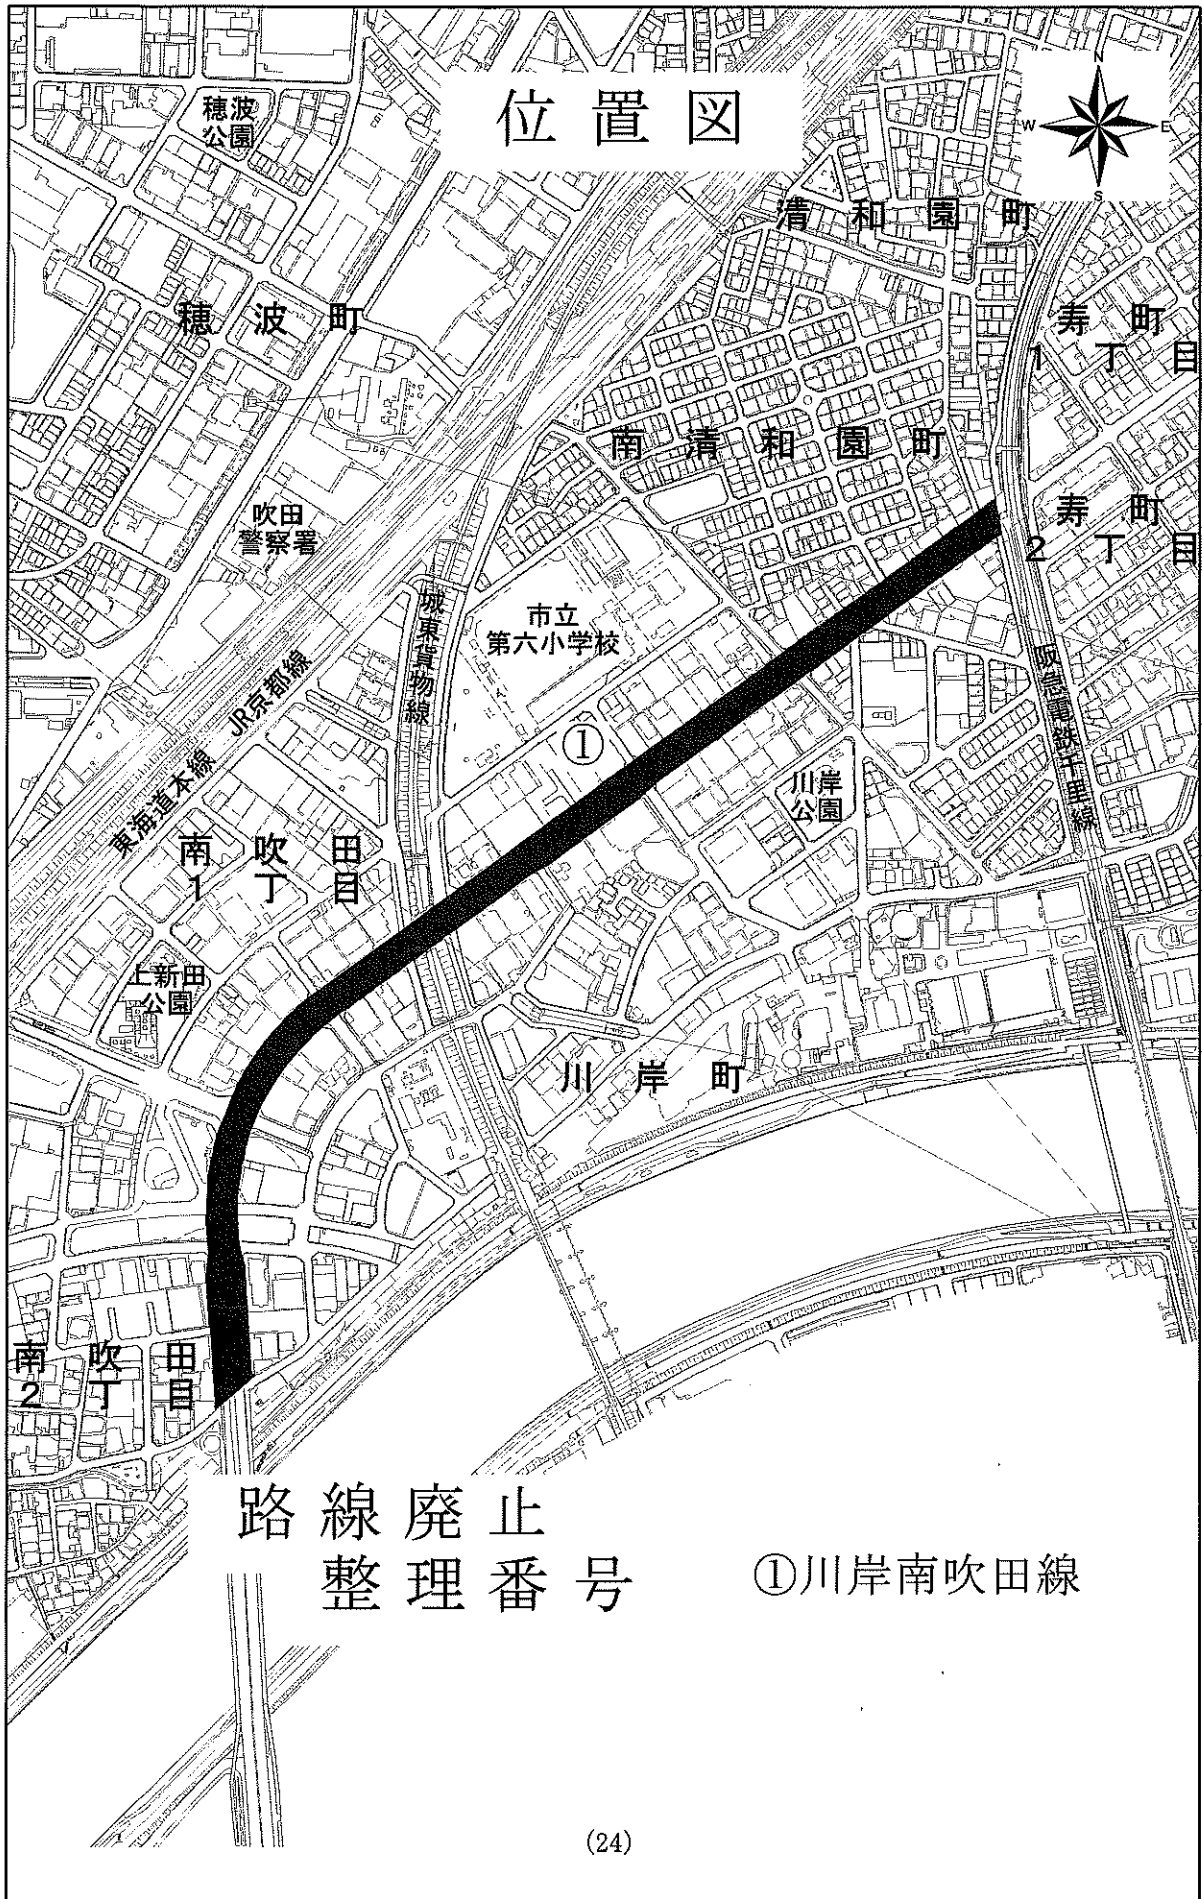 位置図
N
W
E
S
穂波
公園
清和園町
穂波町
寿町
1丁目
南清和園町
寿町
2丁目
吹田
警察署
城東貨物線
市立
第六小学校
東海道本線 JR京都線
阪急電鉄千里線
①
川岸
公園
南吹田
1丁目
上新田
公園
川岸町
南吹田
2丁目
路線廃止
整理番号
①川岸南吹田線
(24)